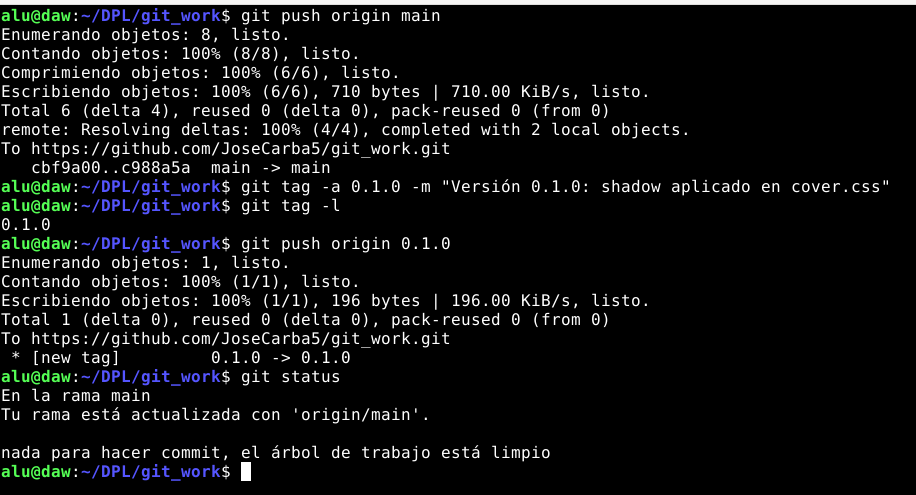 alu@daw:~/DPL/git_work$ git push origin main
Enumerando objetos: 8, listo.
Contando objetos: 100% (8/8), listo.
Comprimiendo objetos: 100% (6/6), listo.
Escribiendo objetos: 100% (6/6), 710 bytes | 710.00 KiB/s, listo.
Total 6 (delta 4), reused 0 (delta 0), pack-reused 0 (from 0)
remote: Resolving deltas: 100% (4/4), completed with 2 local objects.
To https://github.com/JoseCarba5/git_work.git
   cbf9a00..c988a5a  main -> main
alu@daw:~/DPL/git_work$ git tag -a 0.1.0 -m "Versión 0.1.0: shadow aplicado en cover.css"
alu@daw:~/DPL/git_work$ git tag -l
0.1.0
alu@daw:~/DPL/git_work$ git push origin 0.1.0
Enumerando objetos: 1, listo.
Contando objetos: 100% (1/1), listo.
Escribiendo objetos: 100% (1/1), 196 bytes | 196.00 KiB/s, listo.
Total 1 (delta 0), reused 0 (delta 0), pack-reused 0 (from 0)
To https://github.com/JoseCarba5/git_work.git
 * [new tag]         0.1.0 -> 0.1.0
alu@daw:~/DPL/git_work$ git status
En la rama main
Tu rama está actualizada con 'origin/main'.

nada para hacer commit, el árbol de trabajo está limpio
alu@daw:~/DPL/git_work$